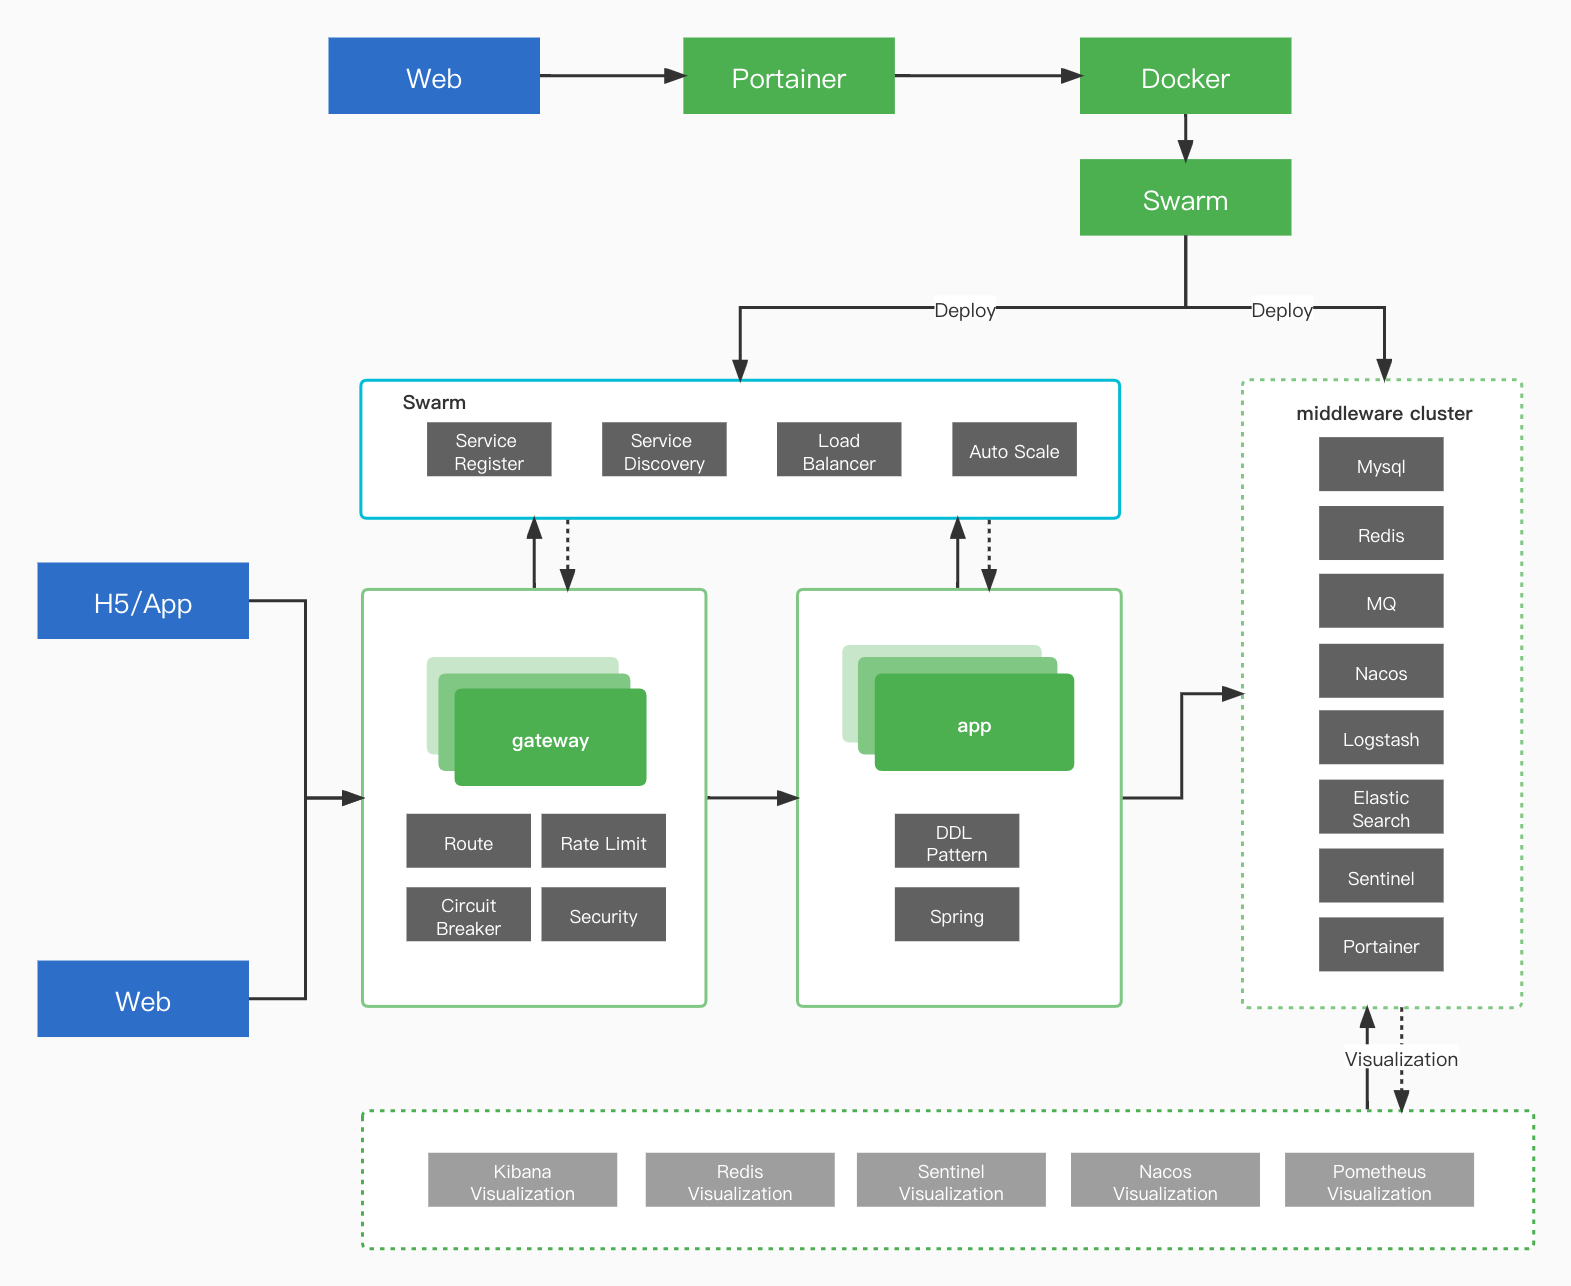 Web
Portainer
Docker
Swarm
Deploy
Deploy
Swarm
Service
Register
Service
Discovery
Load
Balancer
Auto Scale
middleware cluster
Mysql
Redis
MQ
Nacos
Logstash
Elastic
Search
Sentinel
Portainer
H5/App
Web
gateway
Route
Rate Limit
Circuit
Breaker
Security
app
DDL
Pattern
Spring
Visualization
Kibana
Visualization
Redis
Visualization
Sentinel
Visualization
Nacos
Visualization
Pometheus
Visualization